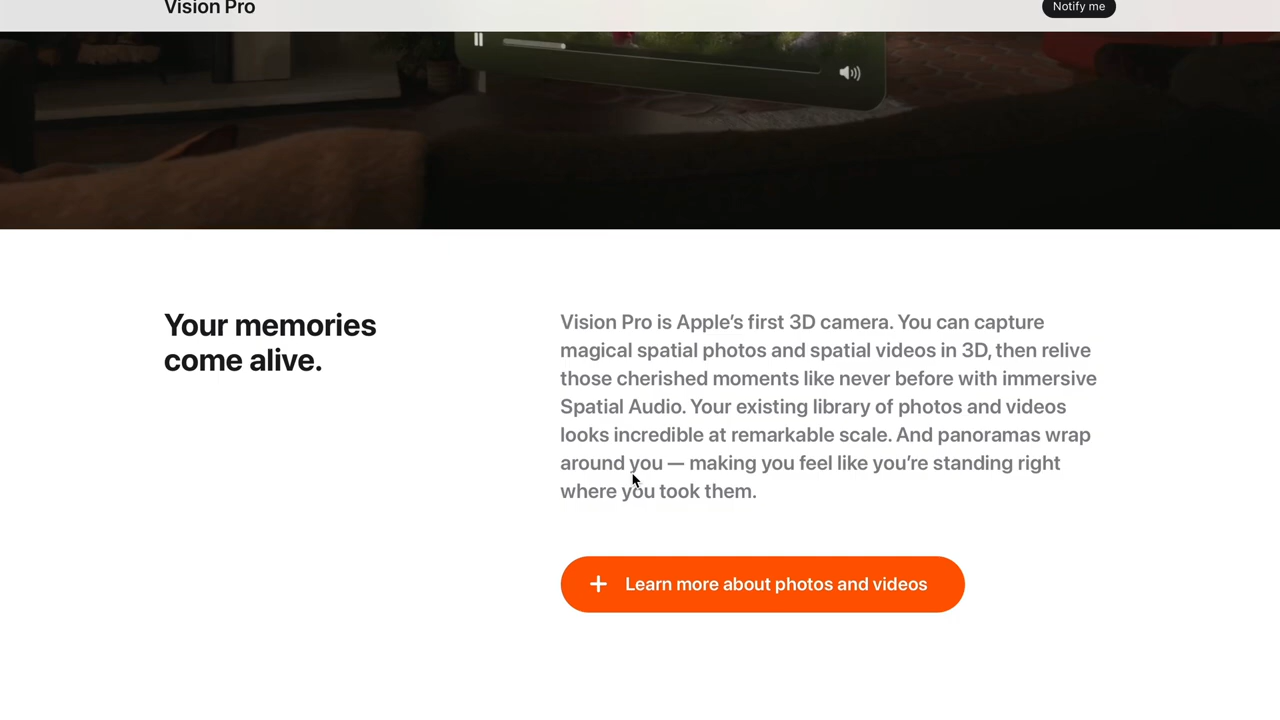 Vision Pro
Notify me
Your memories
come alive.
Vision Pro is Apple’s first 3D camera. You can capture
magical spatial photos and spatial videos in 3D, then relive
those cherished moments like never before with immersive
Spatial Audio. Your existing library of photos and videos
looks incredible at remarkable scale. And panoramas wrap
around you — making you feel like you’re standing right
where you took them.
Learn more about photos and videos